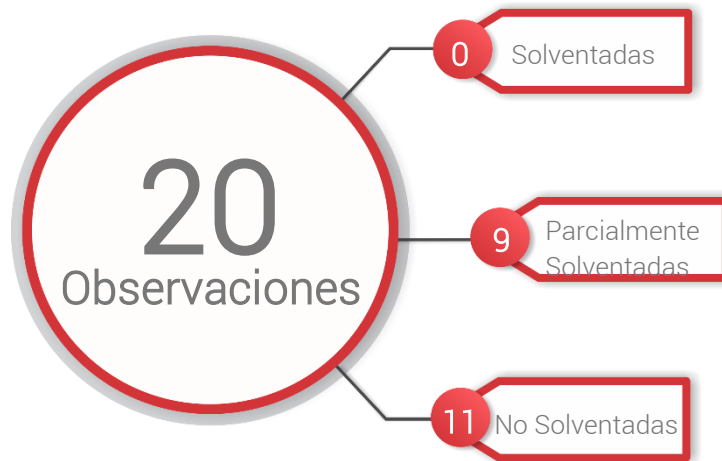 20
Observaciones
0
Solventadas
9
Parcialmente
Solventadas
11
No Solventadas